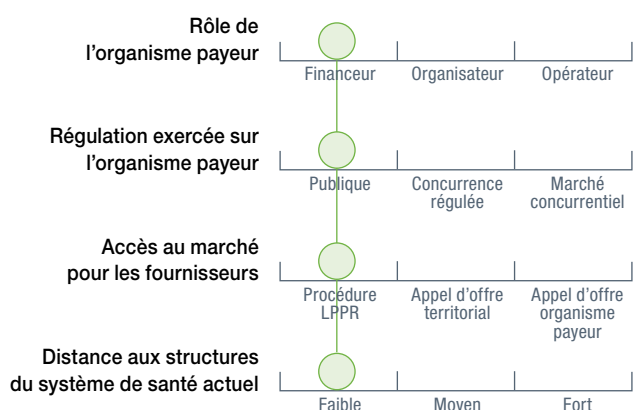 Rôle de
l’organisme payeur
Financeur Organisateur Opérateur
Régulation exercée sur
l’organisme payeur
Publique Concurrence régulée Marché concurrentiel
Accès au marché
pour les fournisseurs
Procédure LPPR Appel d’offre territorial Appel d’offre organisme payeur
Distance aux structures
du système de santé actuel
Faible Moyen Fort